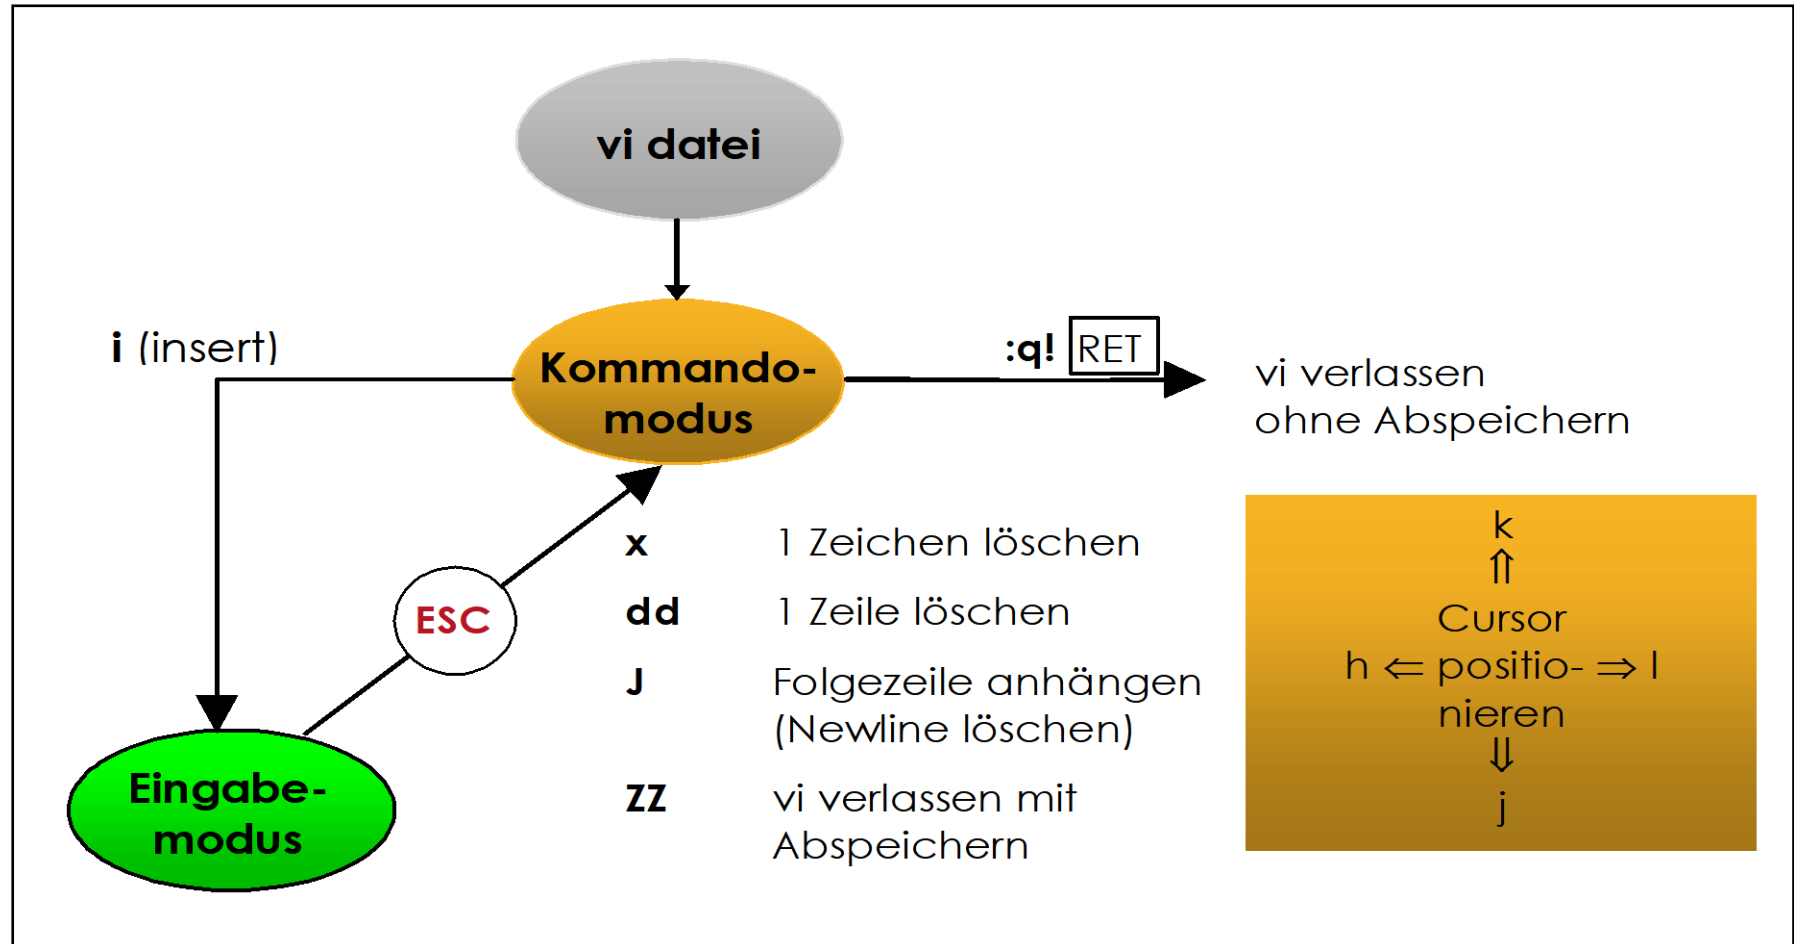 vi datei
i (insert)
Kommando-
modus
:q! RET
vi verlassen
ohne Abspeichern
ESC
x 1 Zeichen löschen
dd 1 Zeile löschen
J Folgezeile anhängen
(Newline löschen)
ZZ vi verlassen mit
Abspeichern
k
⇑
Cursor
h ⇐ positio- ⇒ l
nieren
⇓
j
Eingabe-
modus